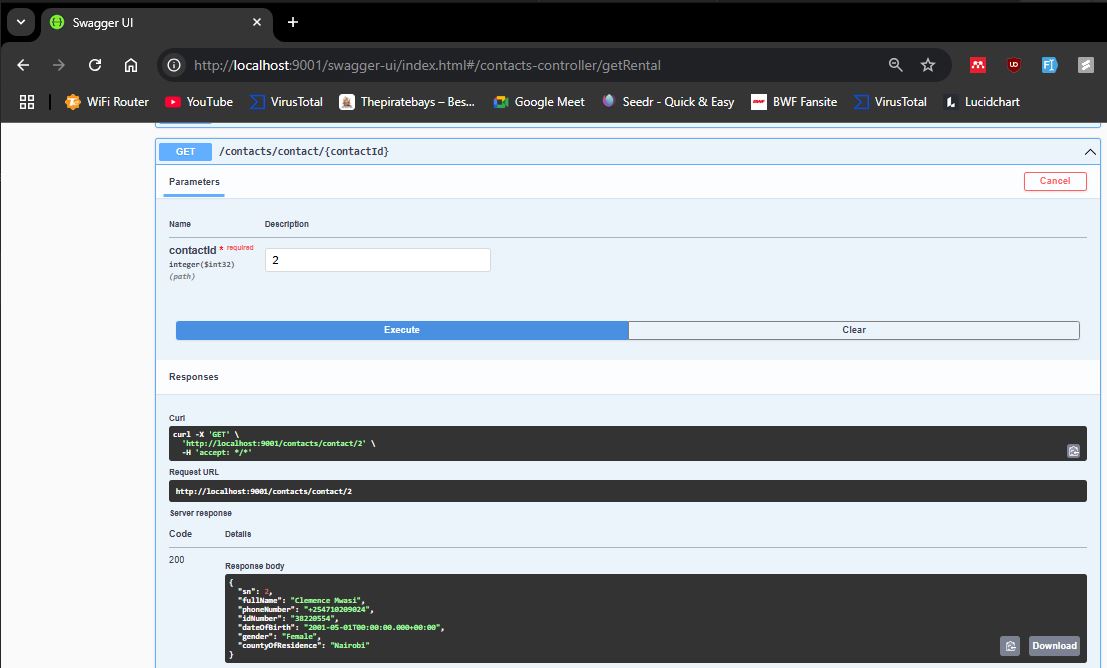 Swagger UI
http://localhost:9001/swagger-ui/index.html#/contacts-controller/getRental
WiFi Router YouTube VirusTotal Thepiratebays – Bes... Google Meet Seedr - Quick & Easy BWF Fansite VirusTotal Lucidchart
GET /contacts/contact/{contactId}
Parameters Cancel
Name Description
contactId * required
integer($int32)
(path)
2
Execute Clear
Responses
Curl
curl -X 'GET' \
'http://localhost:9001/contacts/contact/2' \
-H 'accept: */*'
Request URL
http://localhost:9001/contacts/contact/2
Server response
Code Details
200
Response body
{
"sn": 2,
"fullName": "Clemence Mwasi",
"phoneNumber": "+254710209024",
"idNumber": "38220554",
"dateOfBirth": "2001-05-01T00:00:00.000+00:00",
"gender": "Female",
"countyOfResidence": "Nairobi"
}
Download